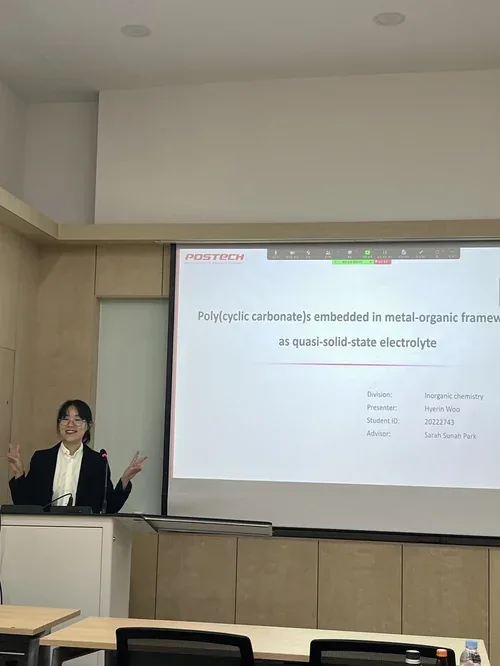 POSTECH
Poly(cyclic carbonate)s embedded in metal-organic framew
as quasi-solid-state electrolyte
Division: Inorganic chemistry
Presenter: Hyerin Woo
Student ID: 20222743
Advisor: Sarah Sunah Park